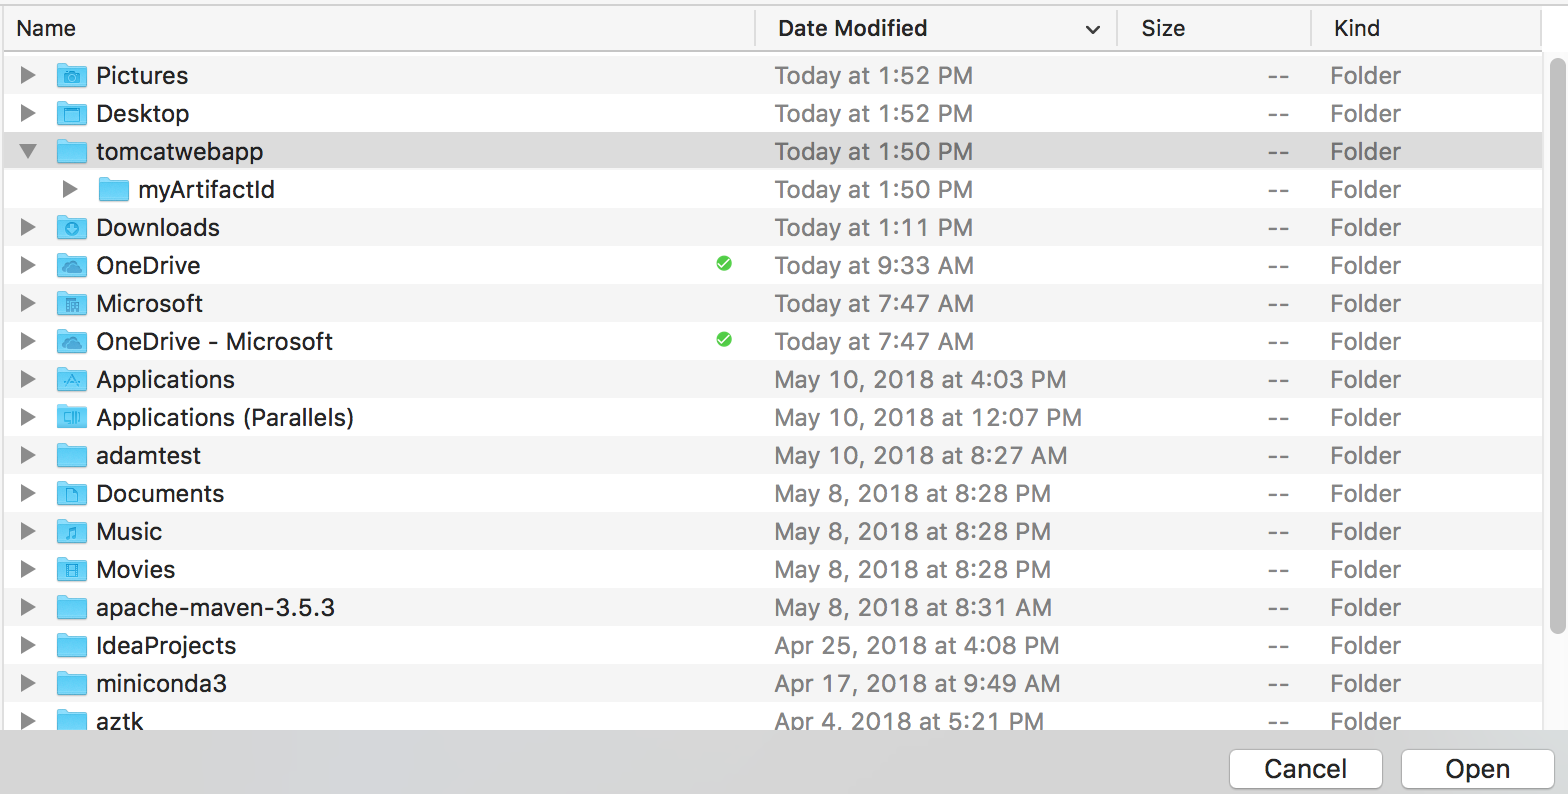 Name Date Modified Size Kind
Pictures Today at 1:52 PM -- Folder
Desktop Today at 1:52 PM -- Folder
tomcatwebapp Today at 1:50 PM -- Folder
myArtifactId Today at 1:50 PM -- Folder
Downloads Today at 1:11 PM -- Folder
OneDrive Today at 9:33 AM -- Folder
Microsoft Today at 7:47 AM -- Folder
OneDrive - Microsoft Today at 7:47 AM -- Folder
Applications May 10, 2018 at 4:03 PM -- Folder
Applications (Parallels) May 10, 2018 at 12:07 PM -- Folder
adamtest May 10, 2018 at 8:27 AM -- Folder
Documents May 8, 2018 at 8:28 PM -- Folder
Music May 8, 2018 at 8:28 PM -- Folder
Movies May 8, 2018 at 8:28 PM -- Folder
apache-maven-3.5.3 May 8, 2018 at 8:31 AM -- Folder
IdeaProjects Apr 25, 2018 at 4:08 PM -- Folder
miniconda3 Apr 17, 2018 at 9:49 AM -- Folder
aztk Apr 4, 2018 at 5:21 PM -- Folder
Cancel Open